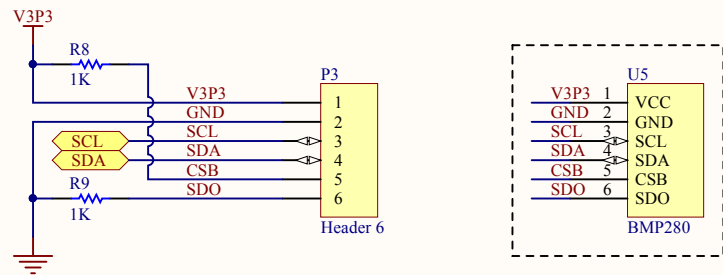 V3P3
R8
1K
P3
V3P3 1
GND 2
SCL SCL 3
SDA SDA 4
CSB 5
R9 SDO 6
1K
Header 6
U5
V3P3 1 VCC
GND 2 GND
SCL 3 SCL
SDA 4 SDA
CSB 5 CSB
SDO 6 SDO
BMP280